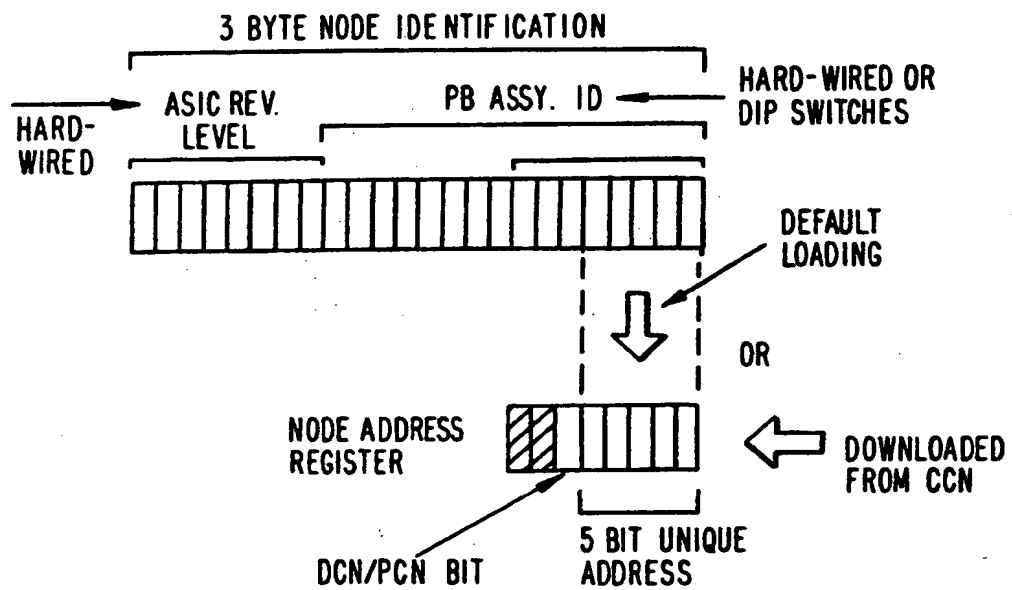 3 BYTE NODE IDENTIFICATION
HARD-
WIRED
ASIC REV.
LEVEL
PB ASSY. ID
HARD-WIRED OR
DIP SWITCHES
DEFAULT
LOADING
OR
NODE ADDRESS
REGISTER
DOWNLOADED
FROM CCN
DCN/PCN BIT
5 BIT UNIQUE
ADDRESS